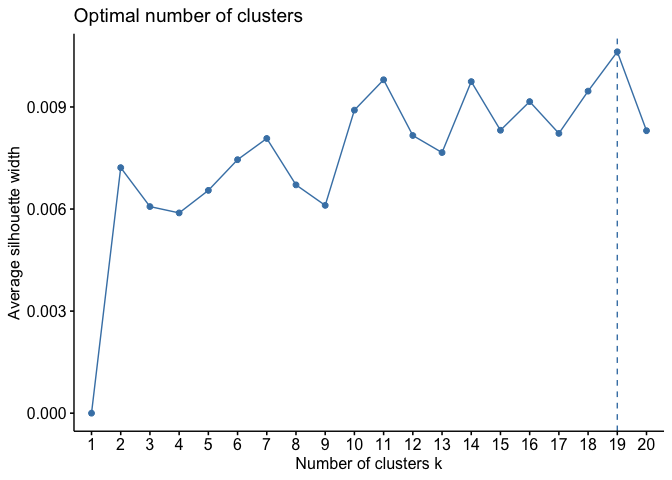 Optimal number of clusters
Average silhouette width
0.009
0.006
0.003
0.000
1 2 3 4 5 6 7 8 9 10 11 12 13 14 15 16 17 18 19 20
Number of clusters k